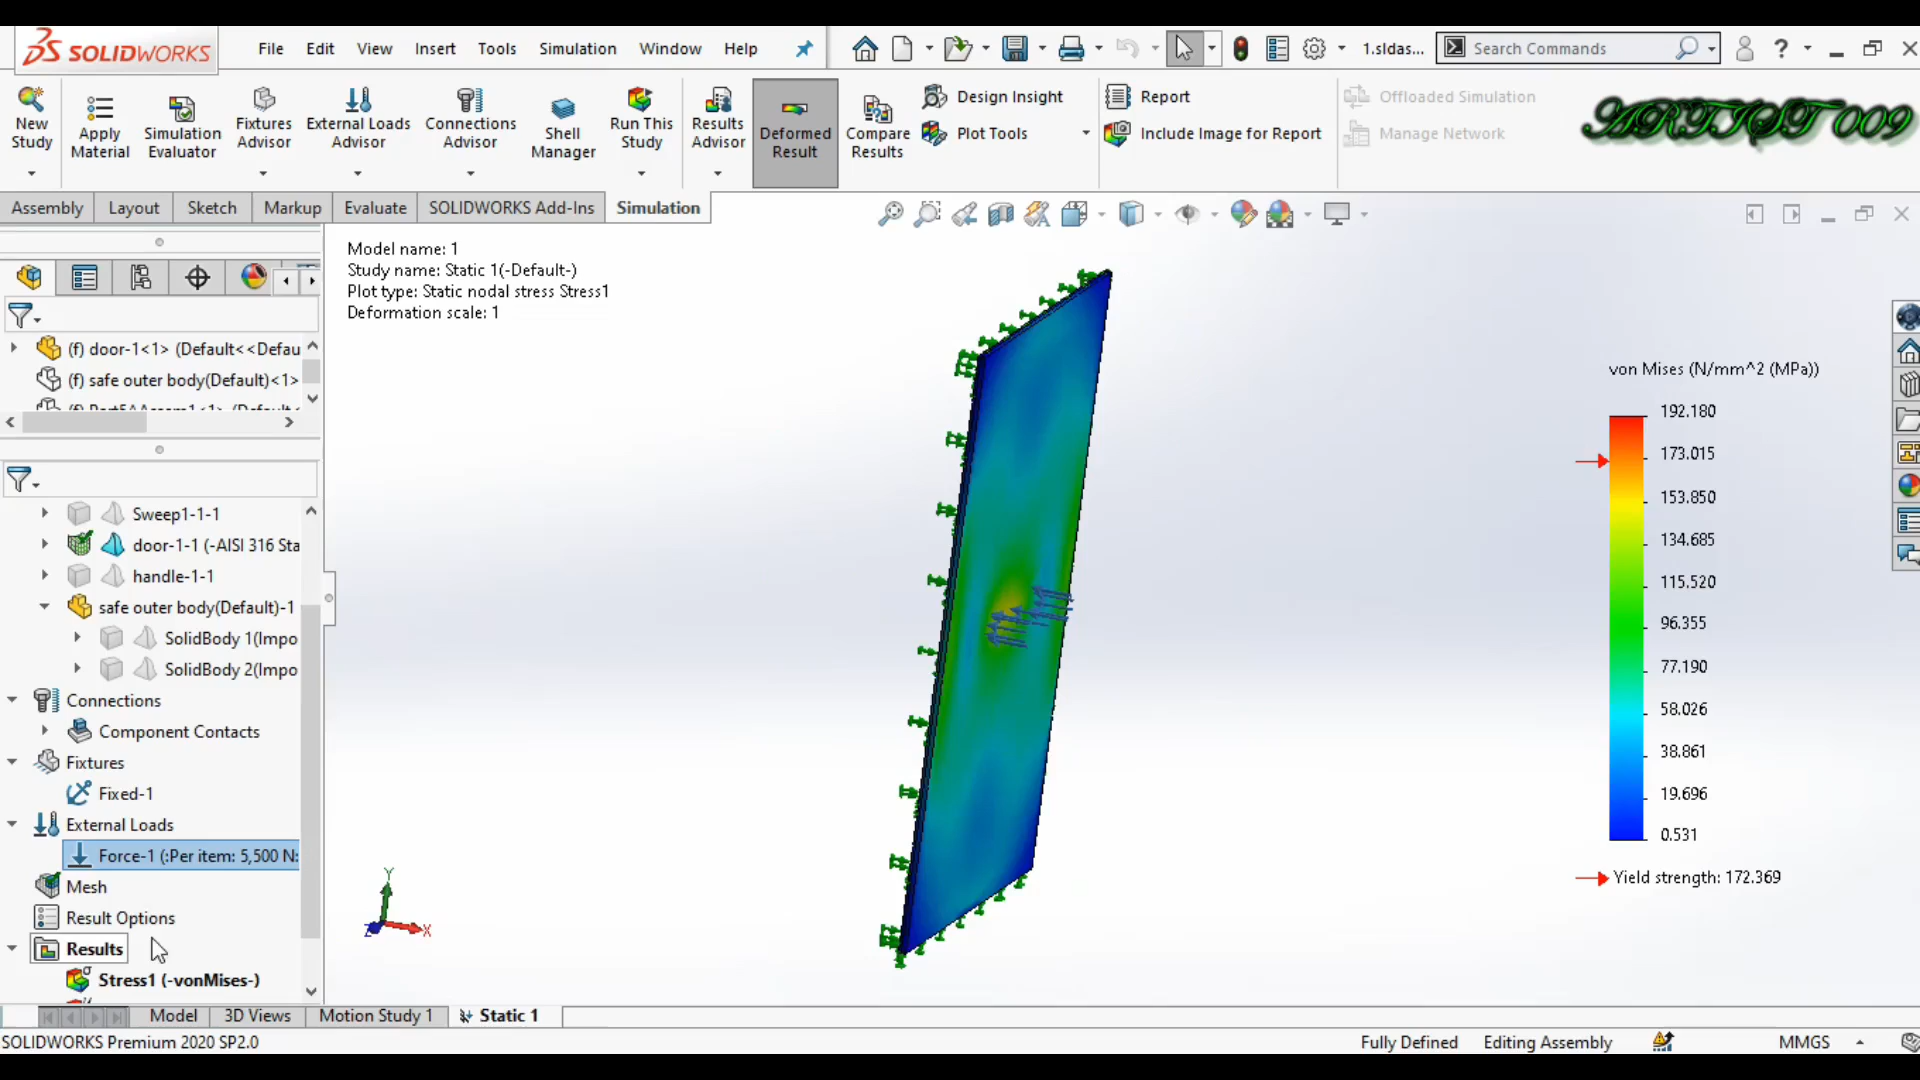 SOLIDWORKS
File Edit View Insert Tools Simulation Window Help
1.sldas...
Search Commands
New Study
Apply Material
Simulation Evaluator
Fixtures Advisor
External Loads Advisor
Connections Advisor
Shell Manager
Run This Study
Results Advisor
Deformed Result
Compare Results
Design Insight
Plot Tools
Report
Include Image for Report
Offloaded Simulation
Manage Network
ARTIST 009
Assembly Layout Sketch Markup Evaluate SOLIDWORKS Add-Ins Simulation
Model name: 1
Study name: Static 1(-Default-)
Plot type: Static nodal stress Stress1
Deformation scale: 1
(f) door-1<1> (Default<<Defau
(f) safe outer body(Default)<1>
Sweep1-1-1
door-1-1 (-AISI 316 Sta
handle-1-1
safe outer body(Default)-1
SolidBody 1(Impo
SolidBody 2(Impo
Connections
Component Contacts
Fixtures
Fixed-1
External Loads
Force-1 (:Per item: 5,500 N:
Mesh
Result Options
Results
Stress1 (-vonMises-)
von Mises (N/mm^2 (MPa))
192.180
173.015
153.850
134.685
115.520
96.355
77.190
58.026
38.861
19.696
0.531
Yield strength: 172.369
Y
X
Z
Model 3D Views Motion Study 1 Static 1
SOLIDWORKS Premium 2020 SP2.0
Fully Defined Editing Assembly MMGS